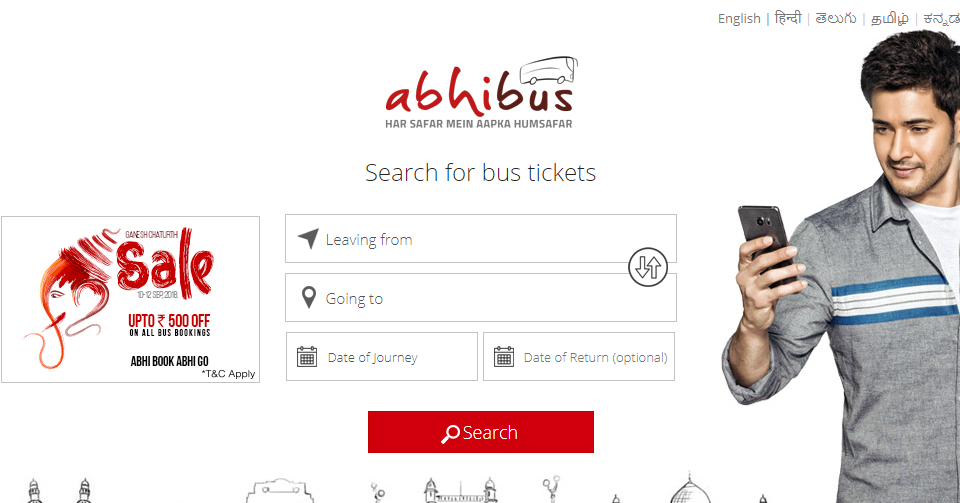 English | हिन्दी | తెలుగు | தமிழ் | ಕನ್ನಡ
abhibus
HAR SAFAR MEIN AAPKA HUMSAFAR
Search for bus tickets
GANESH CHATURTHI
Sale
10-12 SEP, 2018.
UPTO ₹ 500 OFF
ON ALL BUS BOOKINGS
ABHI BOOK ABHI GO
*T&C Apply
Leaving from
Going to
Date of Journey
Date of Return (optional)
Search